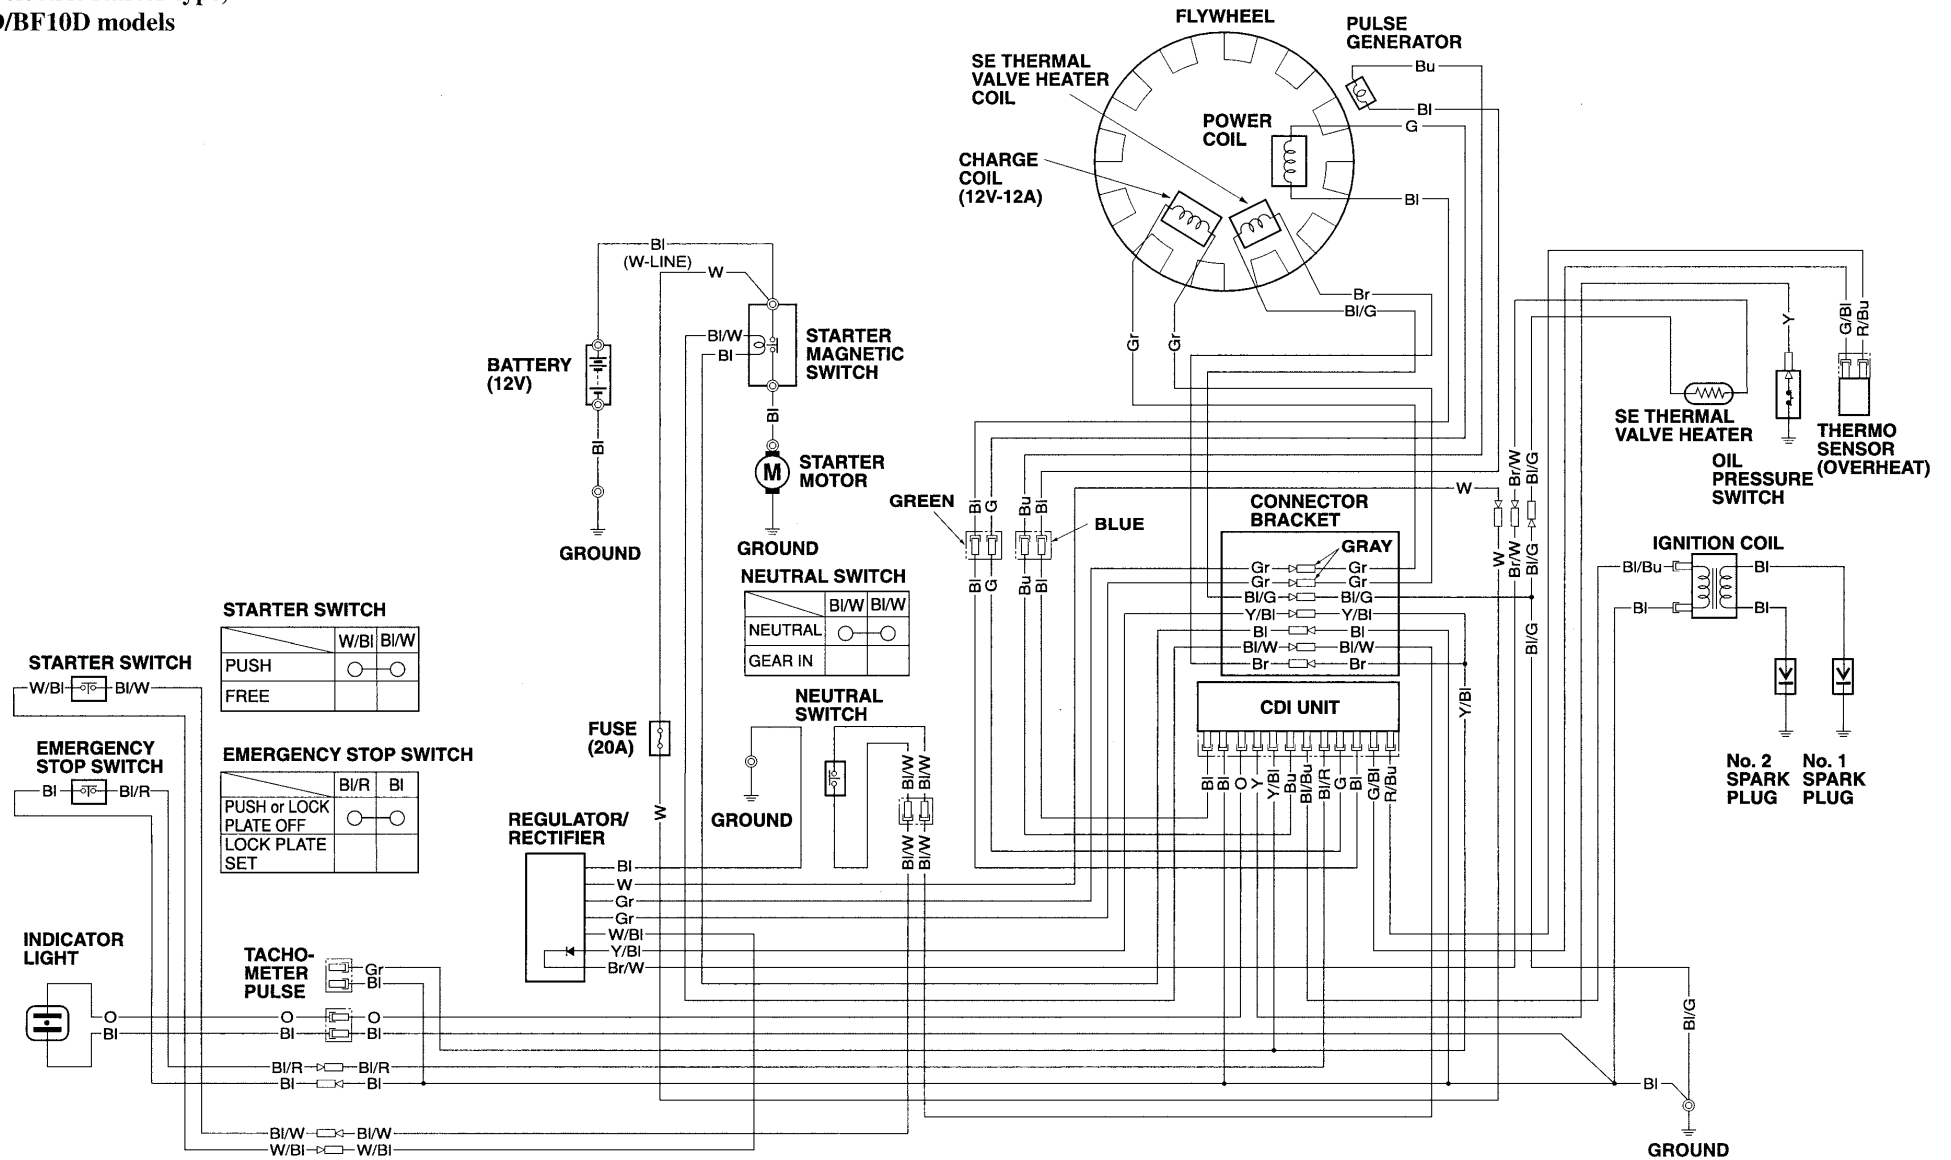 D/BF10D models
FLYWHEEL
PULSE
GENERATOR
SE THERMAL
VALVE HEATER
COIL
Bu
Bl
G
POWER
COIL
CHARGE
COIL
(12V-12A)
Bl
Bl
(W-LINE)
W
Br
Bl/G
Gr
Gr
Bl/W
Bl
STARTER
MAGNETIC
SWITCH
BATTERY
(12V)
Bl
Bl
M
STARTER
MOTOR
GROUND
GROUND
Y
G/Bl
R/Bu
SE THERMAL
VALVE HEATER
THERMO
SENSOR
(OVERHEAT)
OIL
PRESSURE
SWITCH
Br/W
Bl/G
W
GREEN
Bl
G
Bu
Bl
BLUE
Bl
G
Bu
Bl
CONNECTOR
BRACKET
GRAY
Gr Gr
Gr Gr
Bl/G Bl/G
Y/Bl Y/Bl
Bl Bl
Bl/W Bl/W
Br Br
W
Br/W
Bl/G
Bl/G
Y/Bl
IGNITION COIL
Bl/Bu
Bl
Bl
Bl
No. 2
SPARK
PLUG
No. 1
SPARK
PLUG
NEUTRAL SWITCH
Bl/W Bl/W
NEUTRAL
GEAR IN
STARTER SWITCH
W/Bl Bl/W
PUSH
FREE
STARTER SWITCH
W/Bl Bl/W
EMERGENCY
STOP SWITCH
Bl Bl/R
EMERGENCY STOP SWITCH
Bl/R Bl
PUSH or LOCK
PLATE OFF
LOCK PLATE
SET
FUSE
(20A)
W
NEUTRAL
SWITCH
Bl/W
Bl/W
Bl/W
Bl/W
GROUND
CDI UNIT
Bl
Bl
O
Y
Y/Bl
Bu
Bl/Bu
Bl/R
G
Bl
G/Bl
R/Bu
REGULATOR/
RECTIFIER
Bl
W
Gr
Gr
W/Bl
Y/Bl
Br/W
INDICATOR
LIGHT
TACHO-
METER
PULSE
Gr
Bl
O O O
Bl Bl Bl
Bl/R Bl/R
Bl Bl
Bl/W Bl/W
W/Bl W/Bl
Bl/G
Bl
GROUND